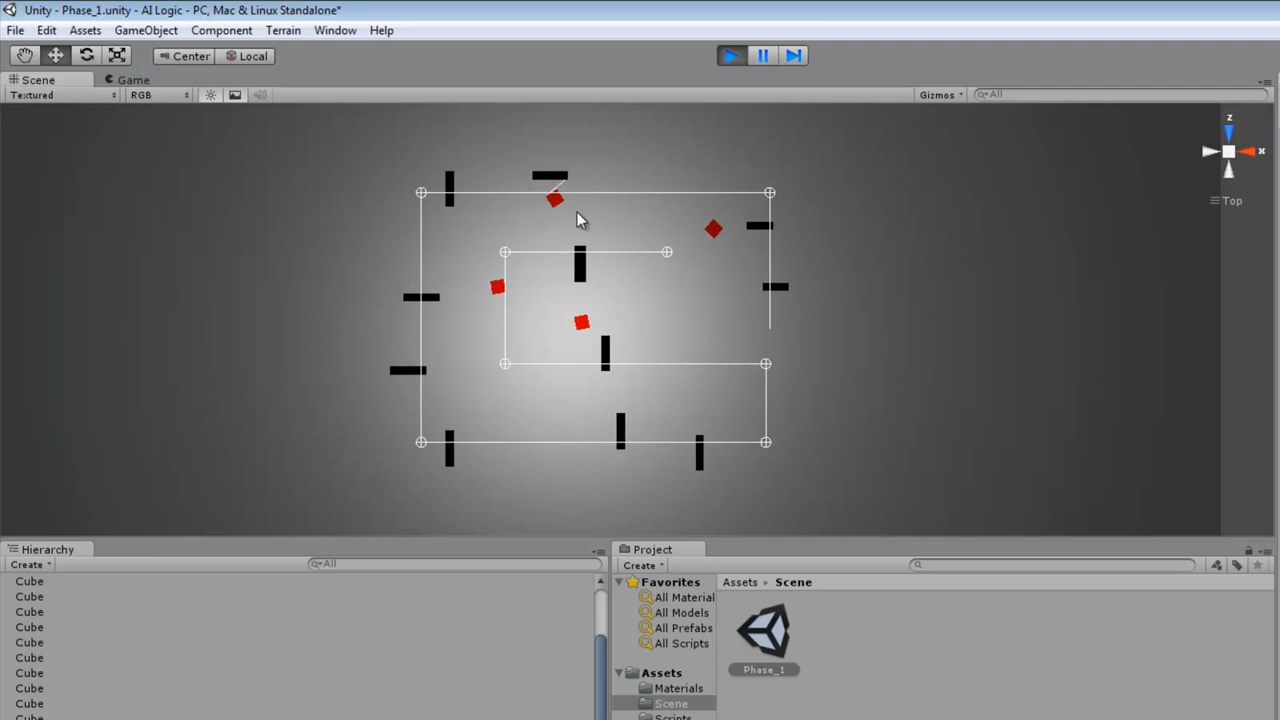 Unity - Phase_1.unity - AI Logic - PC, Mac & Linux Standalone*
File Edit Assets GameObject Component Terrain Window Help
Center Local
Scene Game
Textured RGB Gizmos All
z
x
Top
Hierarchy
Create All
Cube
Cube
Cube
Cube
Cube
Cube
Cube
Cube
Cube
Project
Create
Favorites
All Material
All Models
All Prefabs
All Scripts
Assets
Materials
Scene
Scripts
Assets Scene
Phase_1